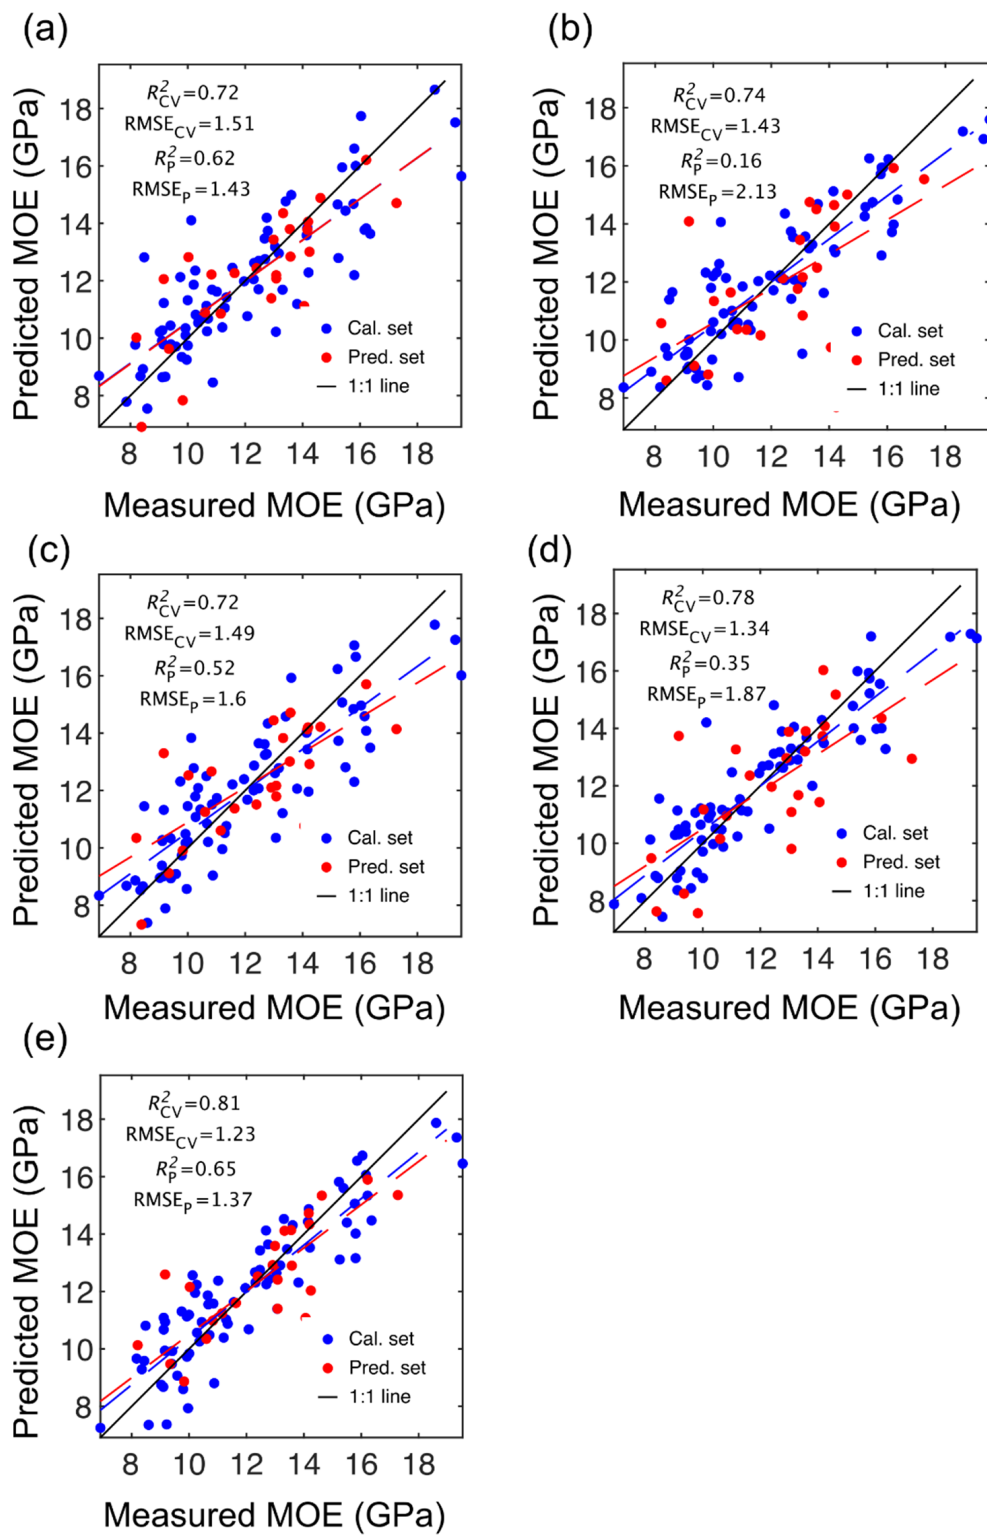 (a)
R²CV=0.72
RMSECV=1.51
R²P=0.62
RMSEP=1.43
Predicted MOE (GPa)
18
16
14
12
10
8
Cal. set
Pred. set
1:1 line
8 10 12 14 16 18
Measured MOE (GPa)
(b)
R²CV=0.74
RMSECV=1.43
R²P=0.16
RMSEP=2.13
Predicted MOE (GPa)
18
16
14
12
10
8
Cal. set
Pred. set
1:1 line
8 10 12 14 16 18
Measured MOE (GPa)
(c)
R²CV=0.72
RMSECV=1.49
R²P=0.52
RMSEP=1.6
Predicted MOE (GPa)
18
16
14
12
10
8
Cal. set
Pred. set
1:1 line
8 10 12 14 16 18
Measured MOE (GPa)
(d)
R²CV=0.78
RMSECV=1.34
R²P=0.35
RMSEP=1.87
Predicted MOE (GPa)
18
16
14
12
10
8
Cal. set
Pred. set
1:1 line
8 10 12 14 16 18
Measured MOE (GPa)
(e)
R²CV=0.81
RMSECV=1.23
R²P=0.65
RMSEP=1.37
Predicted MOE (GPa)
18
16
14
12
10
8
Cal. set
Pred. set
1:1 line
8 10 12 14 16 18
Measured MOE (GPa)